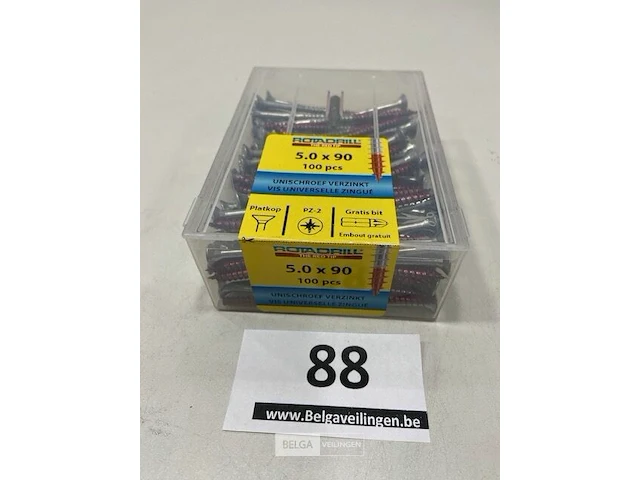 ROTADRILL
THE RED TIP
5.0 x 90
100 pcs
UNISCHROEF VERZINKT
VIS UNIVERSELLE ZINGUE
Platkop
PZ-2
Gratis bit
Embout gratuit
ROTADRILL
THE RED TIP
5.0 x 90
100 pcs
UNISCHROEF VERZINKT
VIS UNIVERSELLE ZINGUE
88
www.Belgaveilingen.be
BELGA VEILINGEN